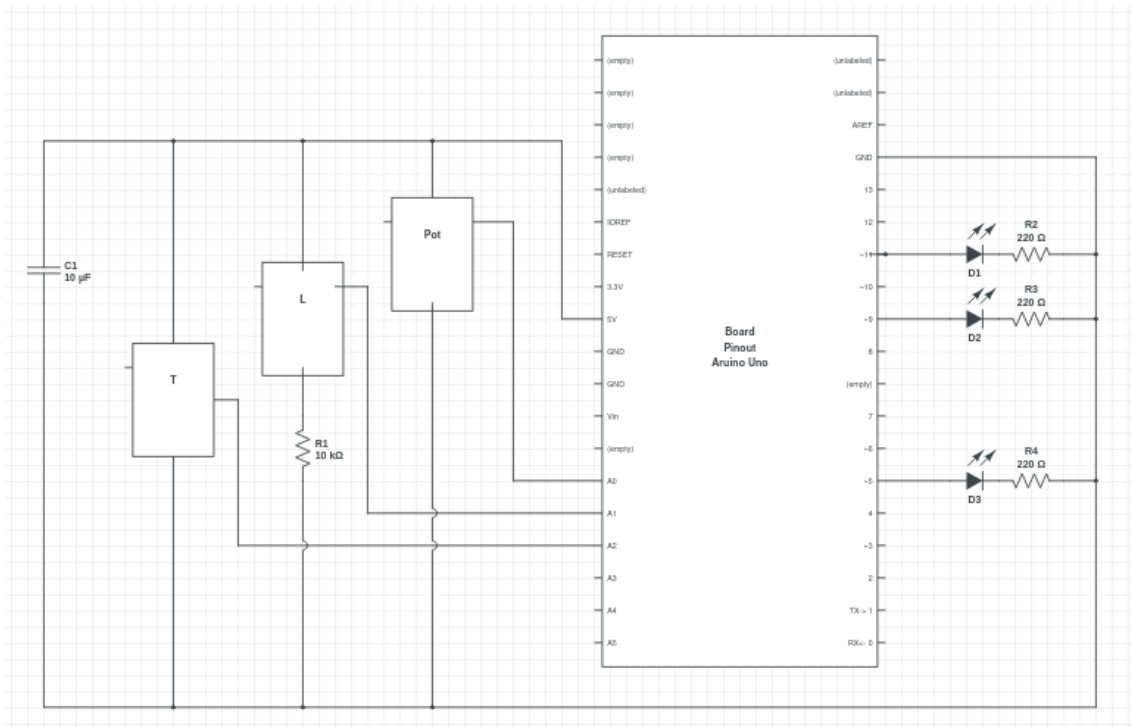 (empty)
(empty)
(empty)
(empty)
(unlabeled)
IOREF
RESET
3.3V
5V
GND
GND
Vin
(empty)
A0
A1
A2
A3
A4
A5
(unlabeled)
(unlabeled)
AREF
GND
13
12
~11
~10
~9
8
(empty)
7
~6
~5
4
~3
2
TX-> 1
RX<- 0
Board
Pinout
Aruino Uno
Pot
L
T
C1
10 µF
R1
10 kΩ
R2
220 Ω
D1
R3
220 Ω
D2
R4
220 Ω
D3